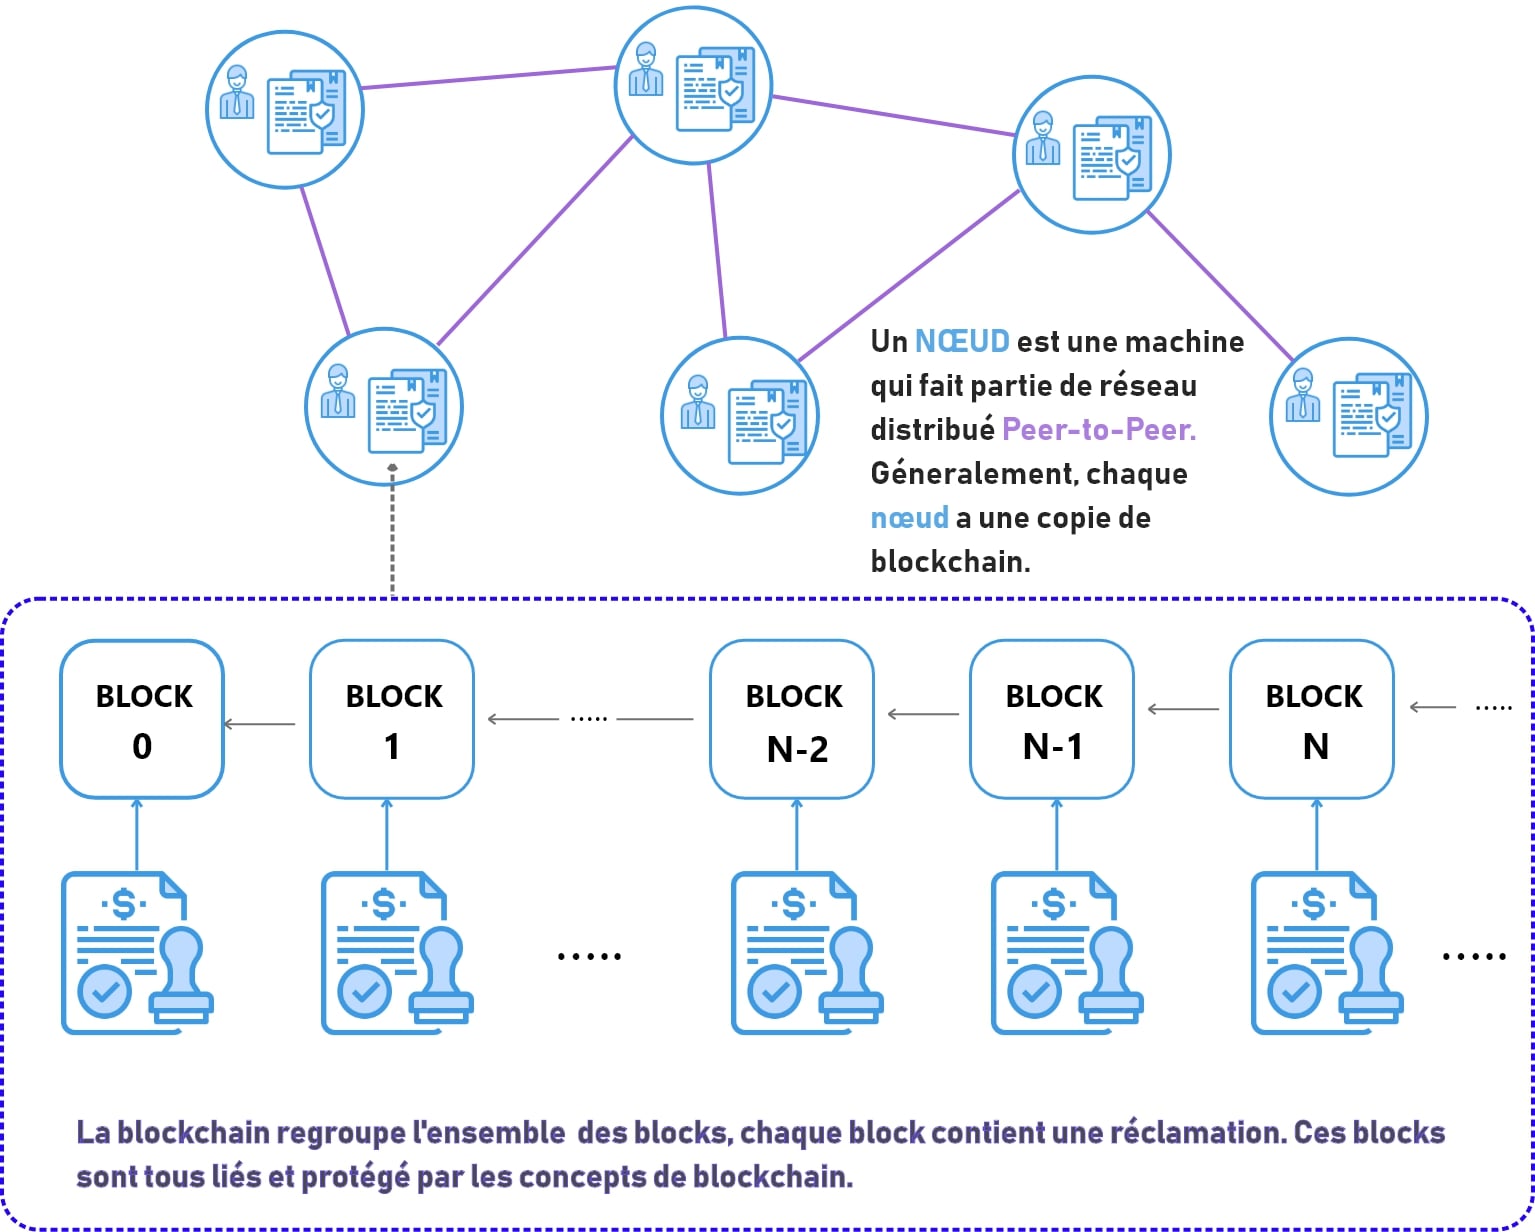 Un NŒUD est une machine
qui fait partie de réseau
distribué Peer-to-Peer.
Géneralement, chaque
nœud a une copie de
blockchain.
BLOCK
0
BLOCK
1
.....
BLOCK
N-2
BLOCK
N-1
BLOCK
N
.....
$
$
.....
$
$
$
.....
La blockchain regroupe l'ensemble des blocks, chaque block contient une réclamation. Ces blocks
sont tous liés et protégé par les concepts de blockchain.